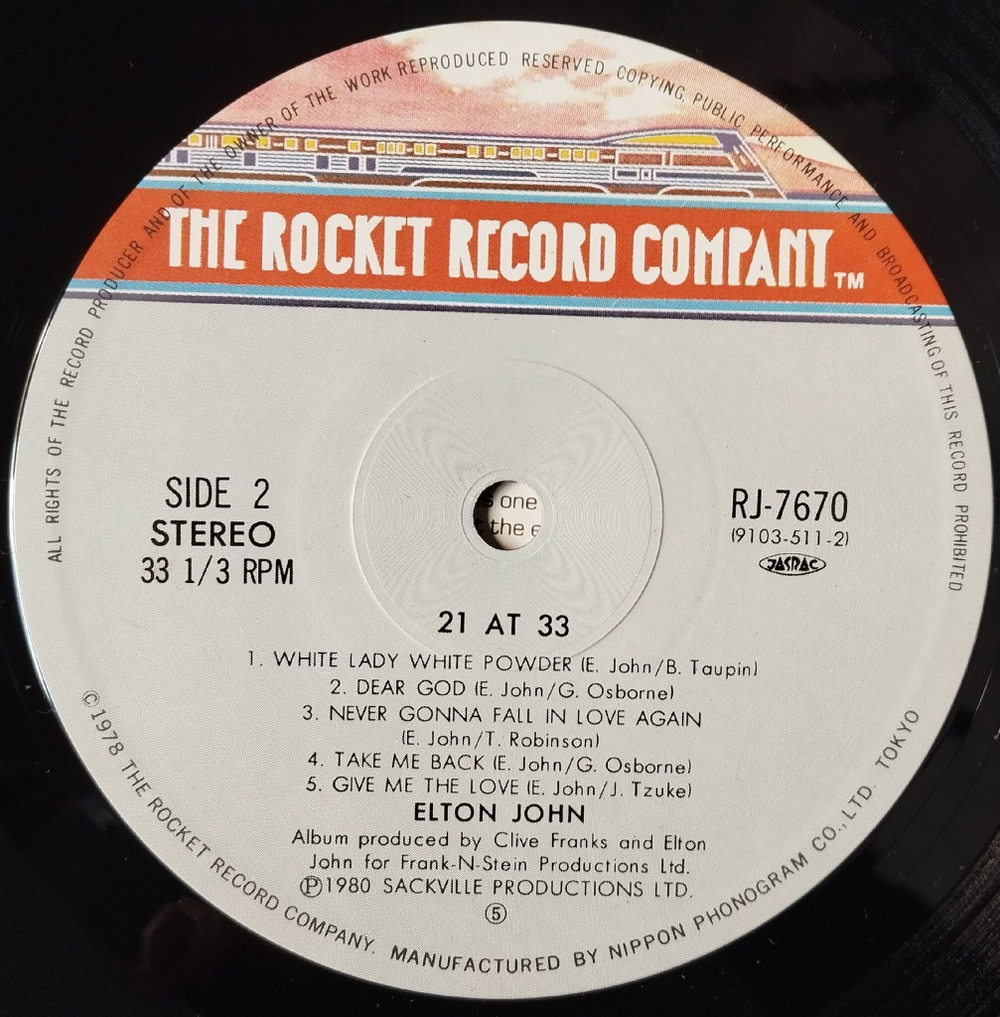 ALL RIGHTS OF THE RECORD PRODUCER AND OF THE OWNER OF THE WORK REPRODUCED RESERVED. COPYING, PUBLIC PERFORMANCE AND BROADCASTING OF THIS RECORD PROHIBITED
THE ROCKET RECORD COMPANY TM
SIDE 2
STEREO
33 1/3 RPM
s one
t the e
RJ-7670
(9103-511-2)
JASRAC
21 AT 33
1. WHITE LADY WHITE POWDER (E. John/B. Taupin)
2. DEAR GOD (E. John/G. Osborne)
3. NEVER GONNA FALL IN LOVE AGAIN
(E. John/T. Robinson)
4. TAKE ME BACK (E. John/G. Osborne)
5. GIVE ME THE LOVE (E. John/J. Tzuke)
ELTON JOHN
Album produced by Clive Franks and Elton
John for Frank-N-Stein Productions Ltd.
Ⓟ1980 SACKVILLE PRODUCTIONS LTD.
⑤
©1978 THE ROCKET RECORD COMPANY. MANUFACTURED BY NIPPON PHONOGRAM CO., LTD. TOKYO